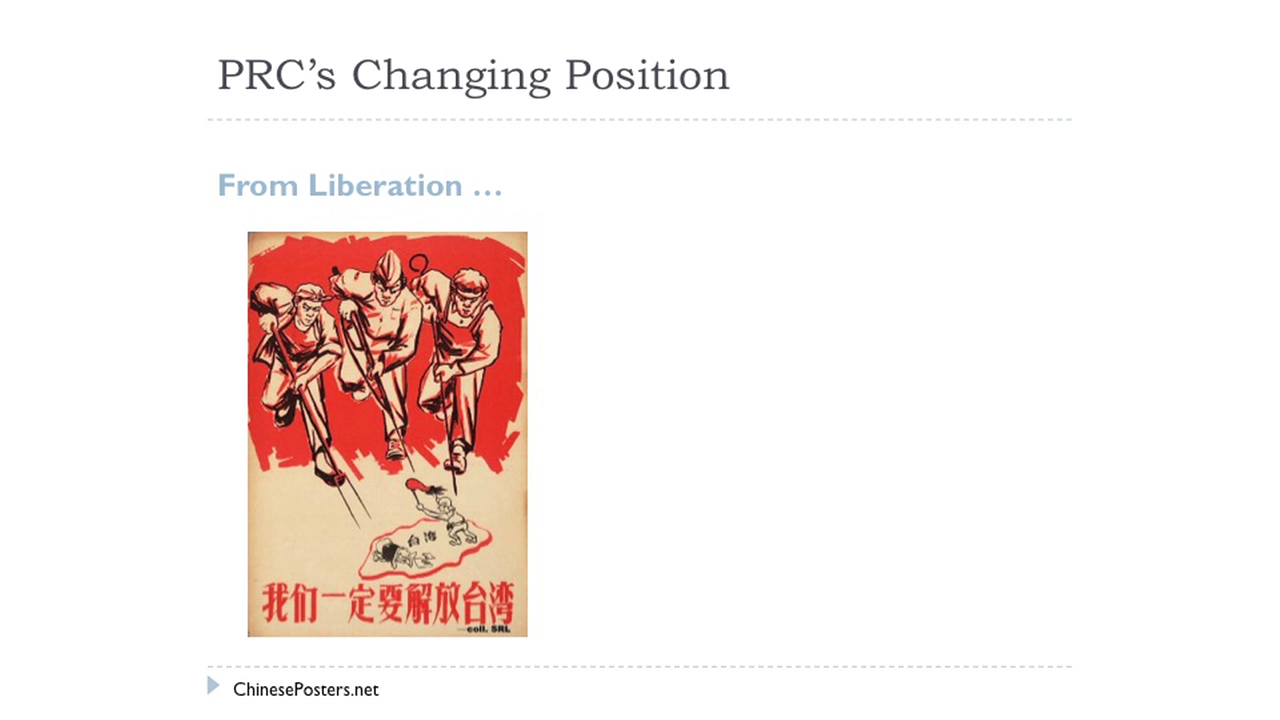 PRC’s Changing Position
From Liberation …
台湾
我们一定要解放台湾
coll. SRL
ChinesePosters.net